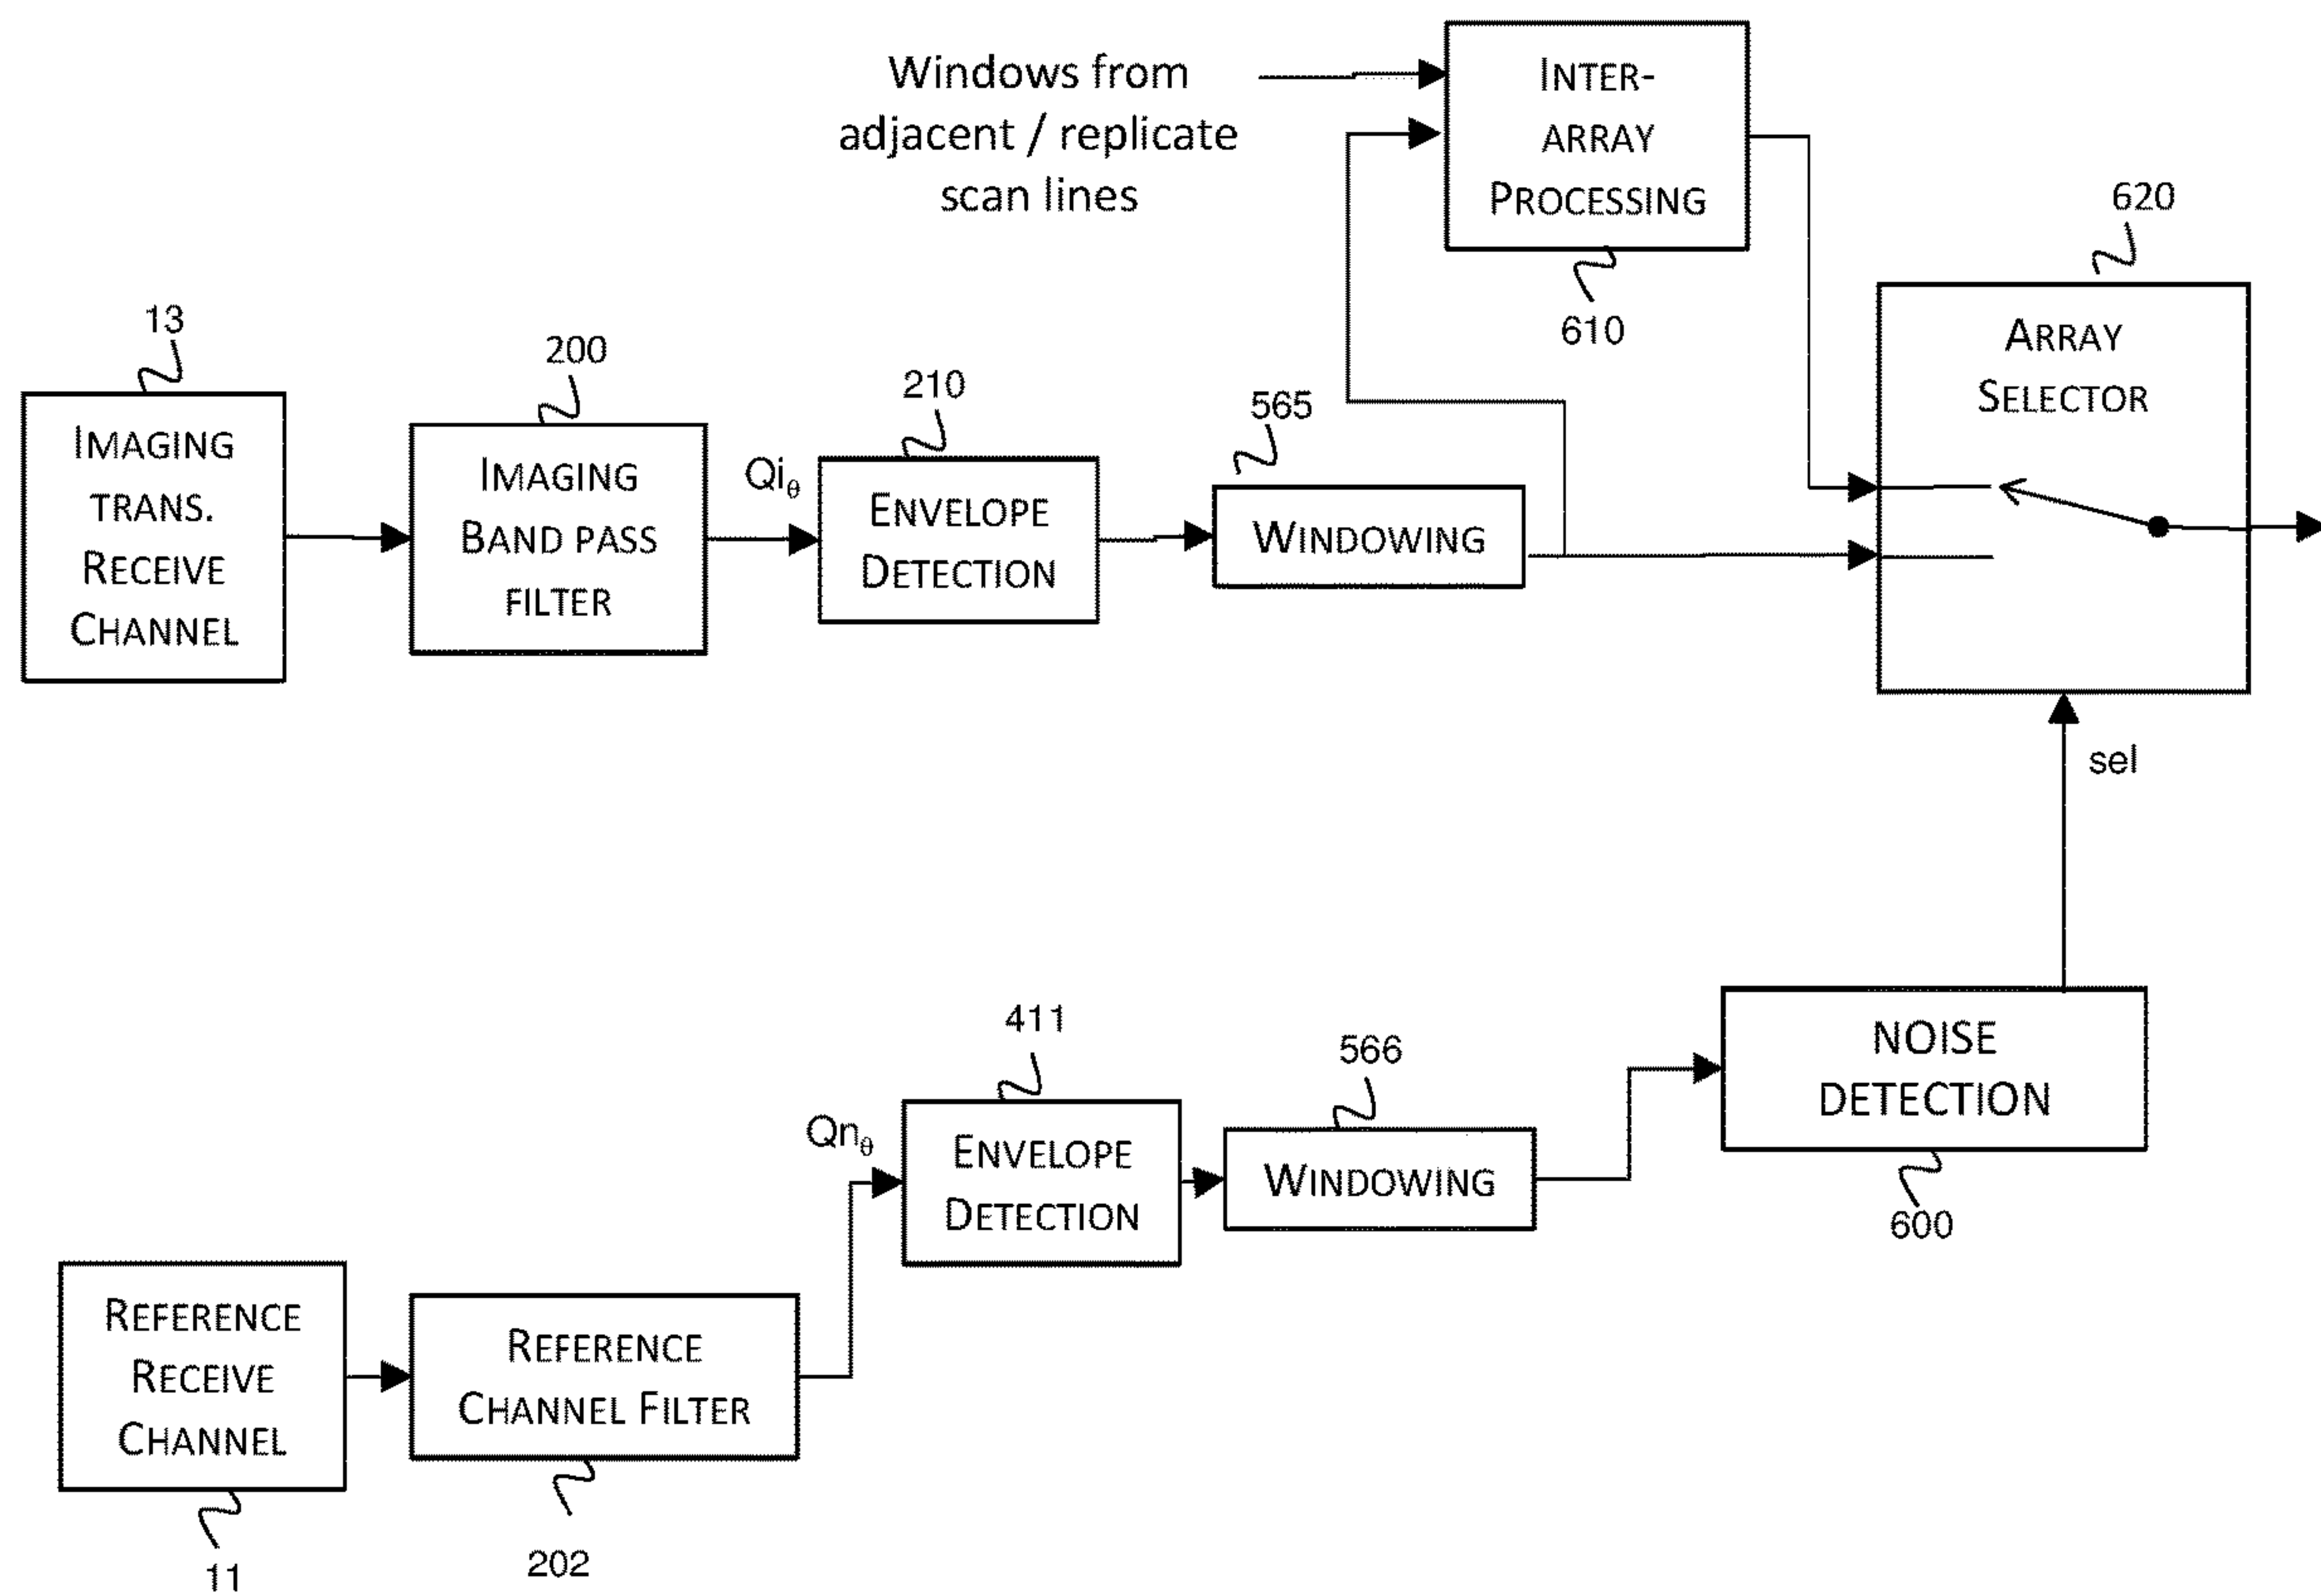 Windows from
adjacent / replicate
scan lines
INTER-
ARRAY
PROCESSING
610
620
ARRAY
SELECTOR
13
IMAGING
TRANS.
RECEIVE
CHANNEL
200
IMAGING
BAND PASS
FILTER
Qiθ
210
ENVELOPE
DETECTION
565
WINDOWING
sel
NOISE
DETECTION
600
411
ENVELOPE
DETECTION
566
WINDOWING
Qnθ
REFERENCE
RECEIVE
CHANNEL
11
REFERENCE
CHANNEL FILTER
202